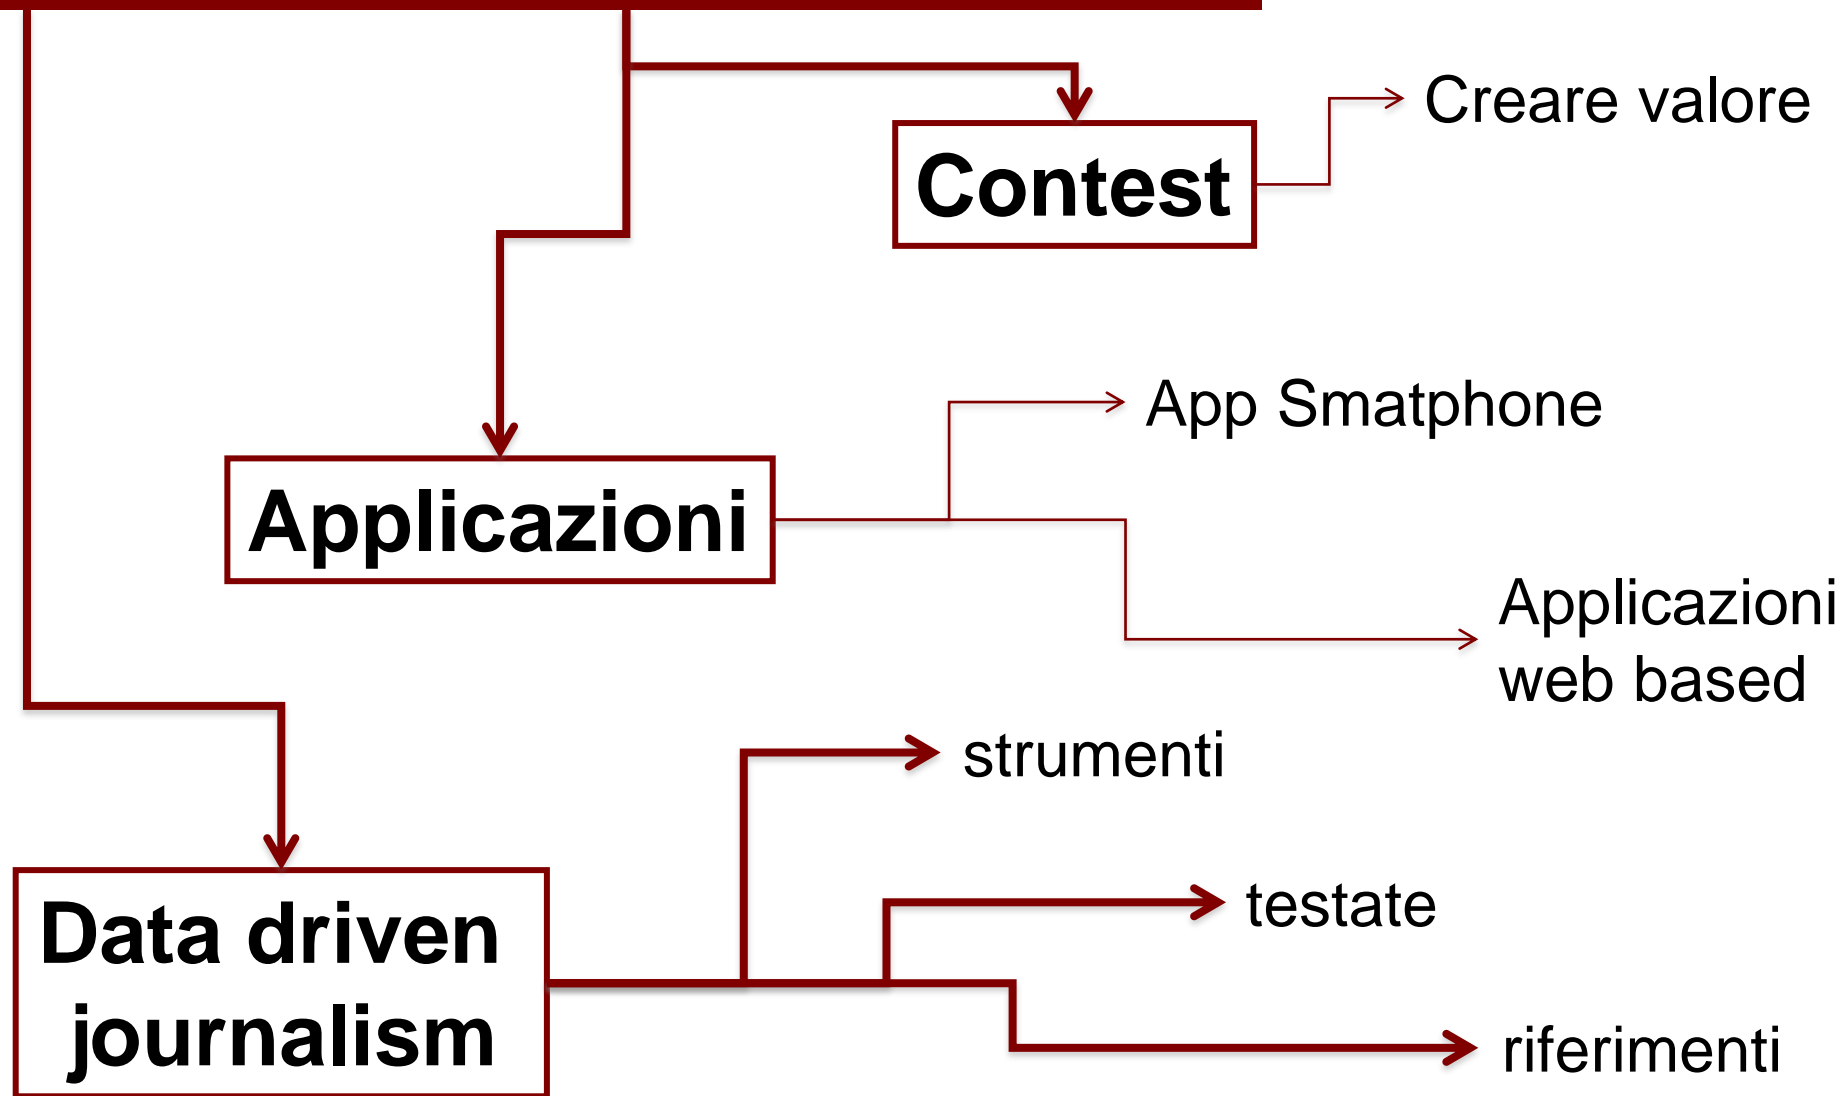 Creare valore
Contest
App Smatphone
Applicazioni
Applicazioni
web based
strumenti
testate
Data driven
journalism
riferimenti